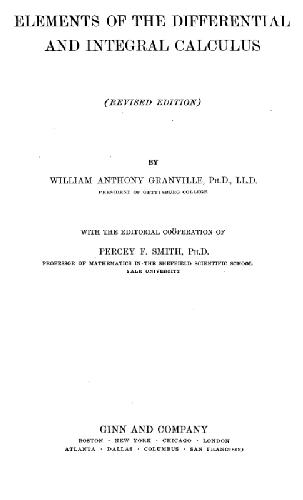 ELEMENTS OF THE DIFFERENTIAL
AND INTEGRAL CALCULUS
(REVISED EDITION)
BY
WILLIAM ANTHONY GRANVILLE, PH.D., LL.D.
PRESIDENT OF GETTYSBURG COLLEGE
WITH THE EDITORIAL COÖPERATION OF
PERCEY F. SMITH, PH.D.
PROFESSOR OF MATHEMATICS IN THE SHEFFIELD SCIENTIFIC SCHOOL
YALE UNIVERSITY
GINN AND COMPANY
BOSTON · NEW YORK · CHICAGO · LONDON
ATLANTA · DALLAS · COLUMBUS · SAN FRANCISCO